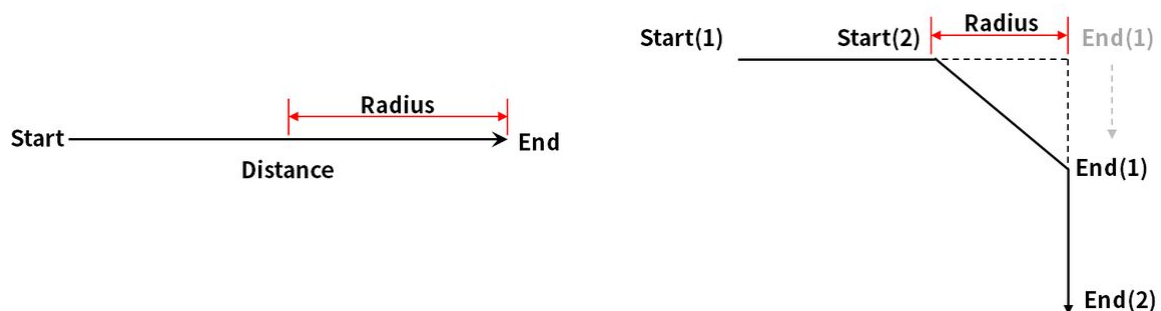 Radius
Start
End
Distance
Radius
Start(1)
Start(2)
End(1)
End(1)
End(2)